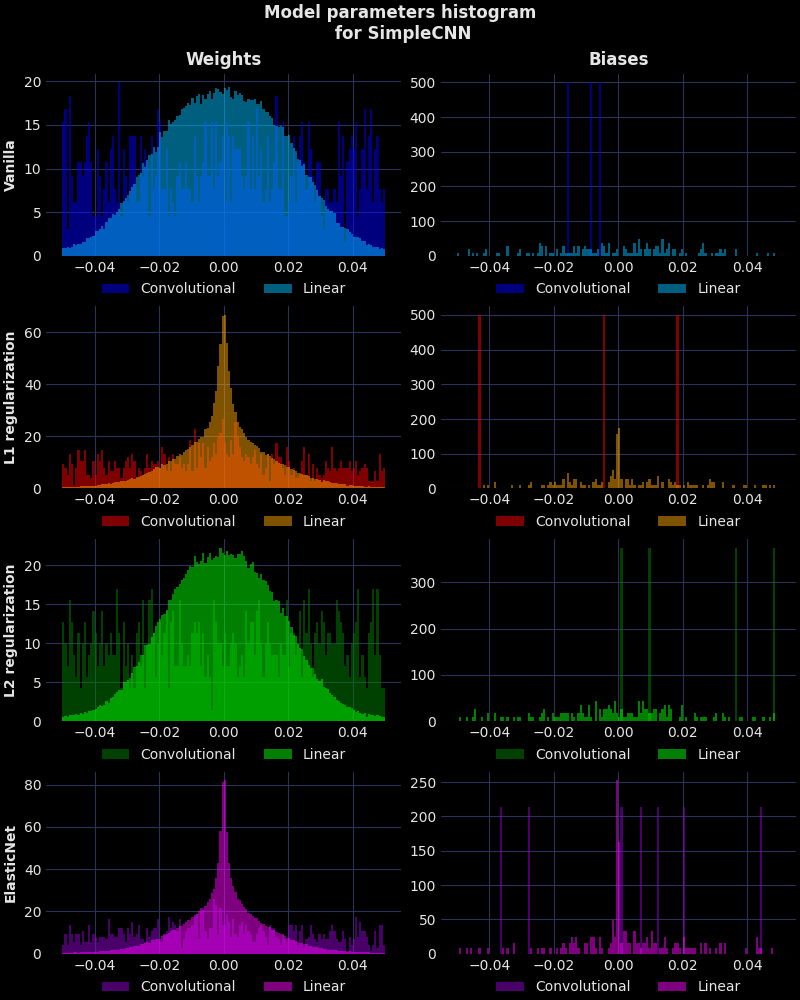 Model parameters histogram
for SimpleCNN
Weights
Biases
Vanilla
20
15
10
5
0
−0.04 −0.02 0.00 0.02 0.04
Convolutional Linear
500
400
300
200
100
0
−0.04 −0.02 0.00 0.02 0.04
Convolutional Linear
L1 regularization
60
40
20
0
−0.04 −0.02 0.00 0.02 0.04
Convolutional Linear
500
400
300
200
100
0
−0.04 −0.02 0.00 0.02 0.04
Convolutional Linear
L2 regularization
20
15
10
5
0
−0.04 −0.02 0.00 0.02 0.04
Convolutional Linear
300
200
100
0
−0.04 −0.02 0.00 0.02 0.04
Convolutional Linear
ElasticNet
80
60
40
20
0
−0.04 −0.02 0.00 0.02 0.04
Convolutional Linear
250
200
150
100
50
0
−0.04 −0.02 0.00 0.02 0.04
Convolutional Linear